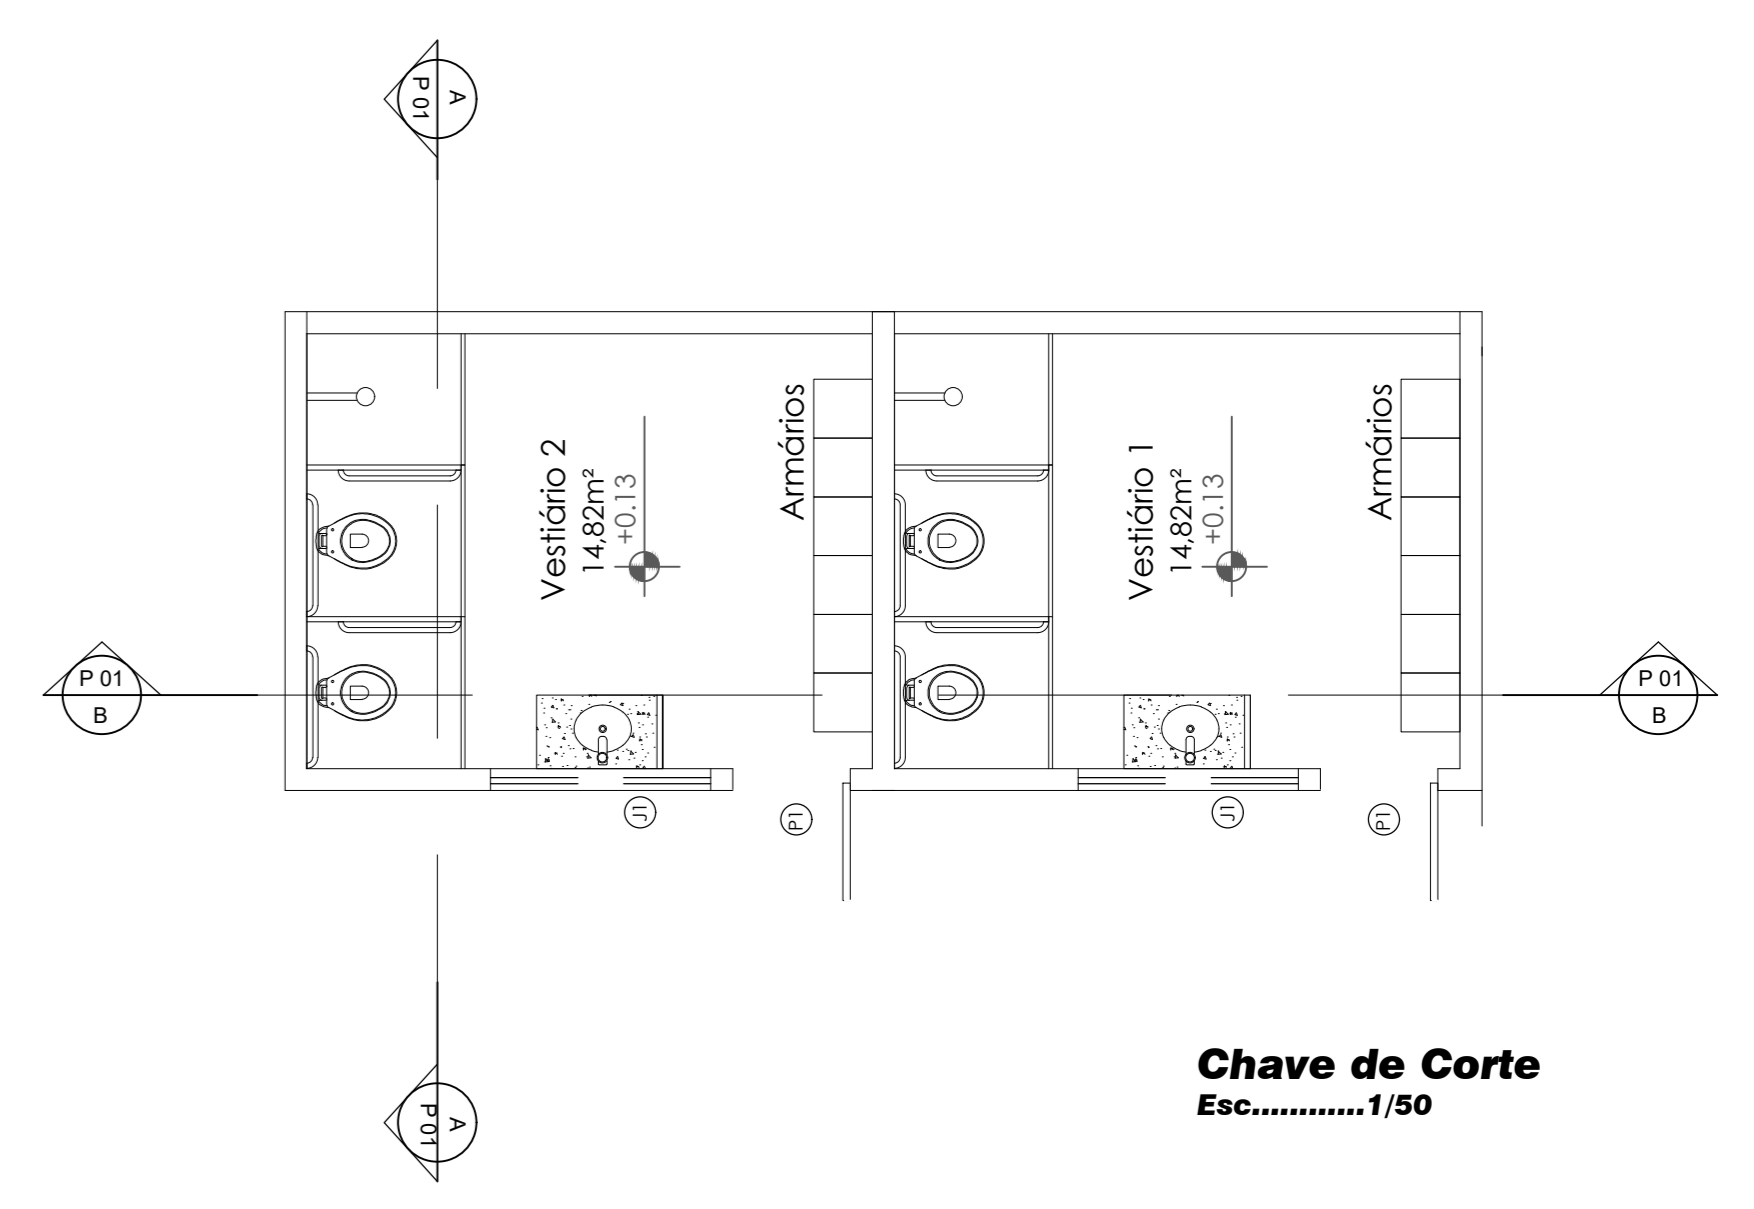 A
P 01
Vestiário 2
14,82m²
+0.13
Armários
Vestiário 1
14,82m²
+0.13
Armários
P 01
B
P 01
B
J1
P1
J1
P1
A
P 01
Chave de Corte
Esc............1/50